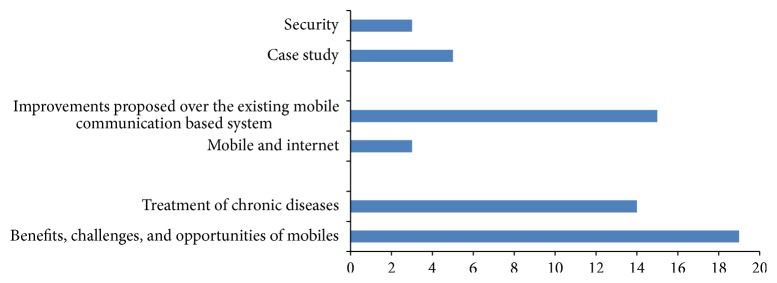 Security
Case study
Improvements proposed over the existing mobile
communication based system
Mobile and internet
Treatment of chronic diseases
Benefits, challenges, and opportunities of mobiles
0 2 4 6 8 10 12 14 16 18 20